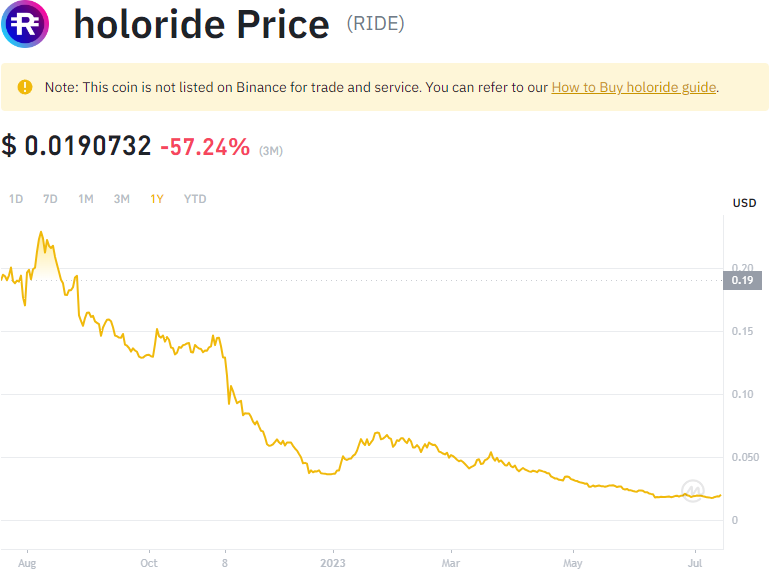 holoride Price (RIDE)
Note: This coin is not listed on Binance for trade and service. You can refer to our How to Buy holoride guide.
$ 0.0190732 -57.24% (3M)
1D 7D 1M 3M 1Y YTD
USD
0.20
0.19
0.15
0.10
0.050
0
Aug Oct 8 2023 Mar May Jul